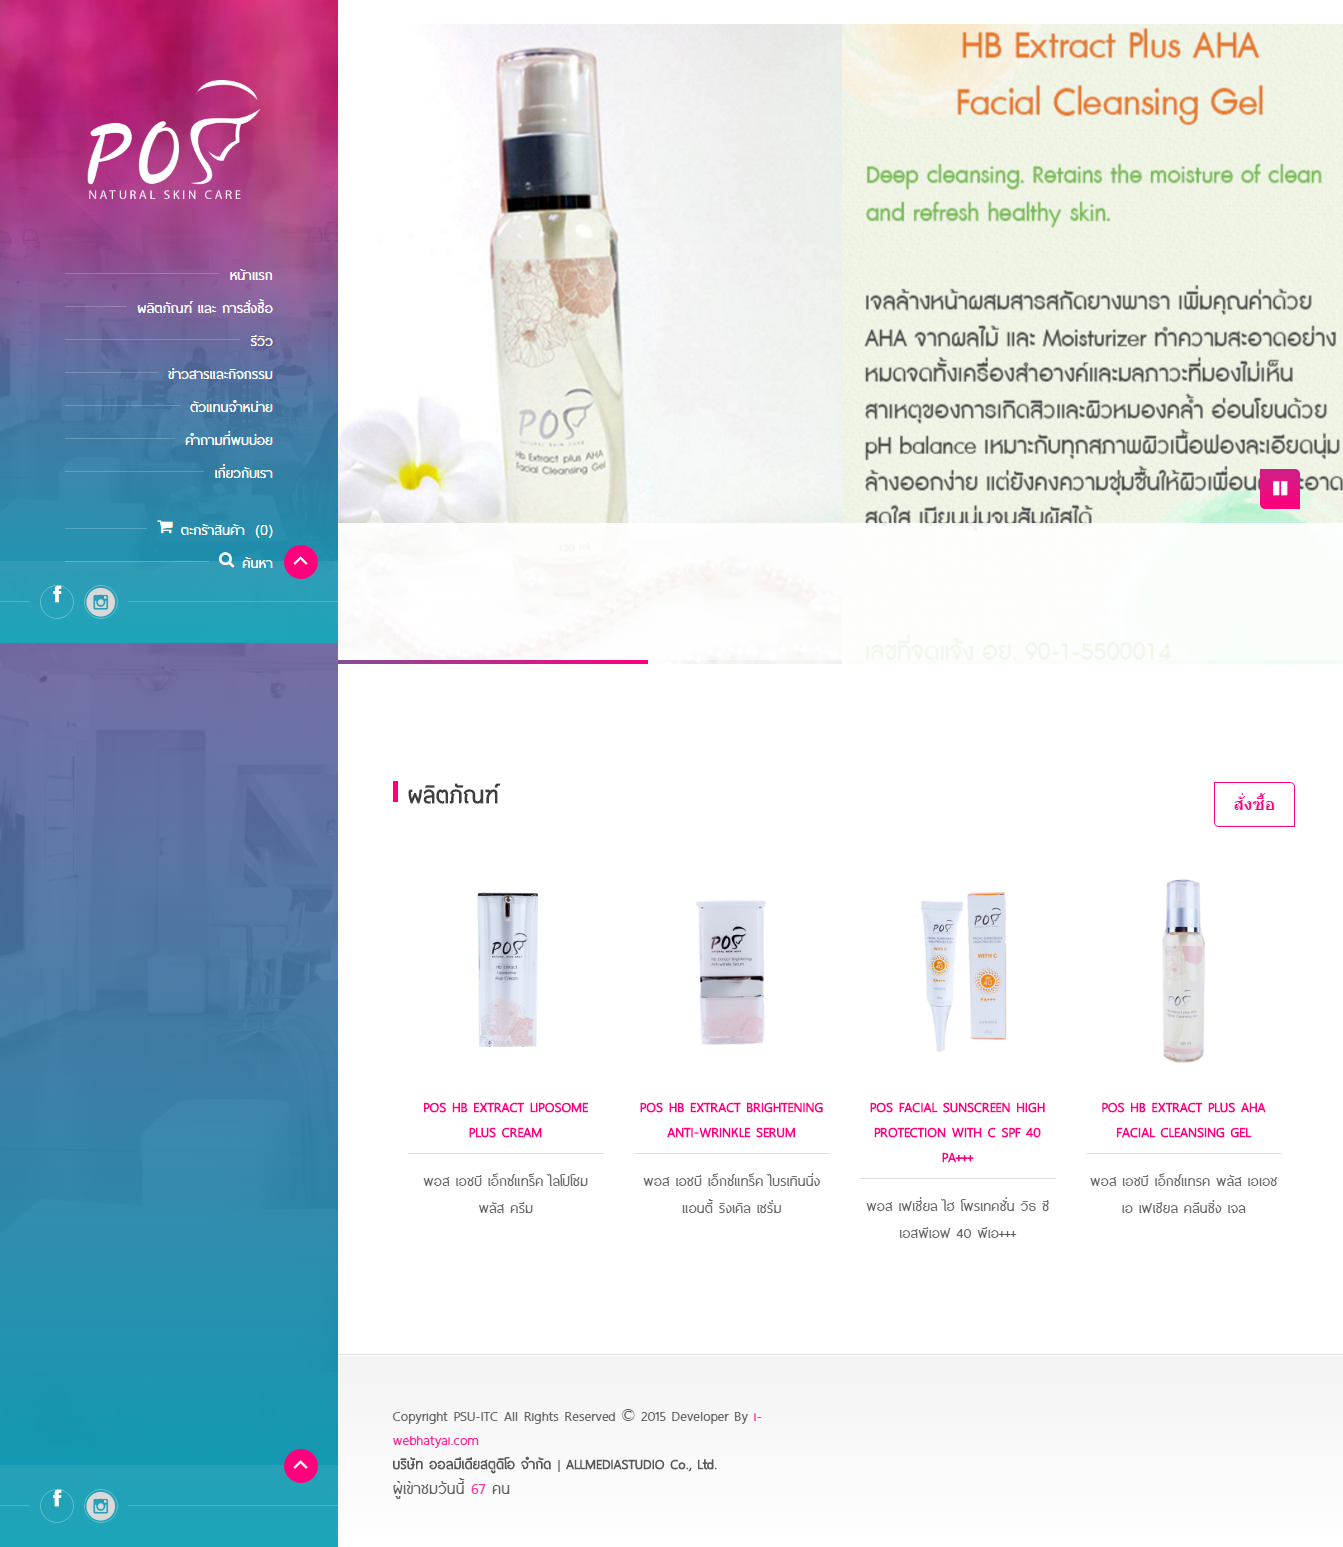 POS
NATURAL SKIN CARE
หน้าแรก
ผลิตภัณฑ์ และ การสั่งซื้อ
รีวิว
ข่าวสารและกิจกรรม
ตัวแทนจำหน่าย
คำถามที่พบบ่อย
เกี่ยวกับเรา
ตะกร้าสินค้า (0)
ค้นหา
HB Extract Plus AHA
Facial Cleansing Gel
Deep cleansing. Retains the moisture of clean
and refresh healthy skin.
เจลล้างหน้าผสมสารสกัดยางพารา เพิ่มคุณค่าด้วย
AHA จากผลไม้ และ Moisturizer ทำความสะอาดอย่าง
หมดจดทั้งเครื่องสำอางค์และมลภาวะที่มองไม่เห็น
สาเหตุของการเกิดสิวและผิวหมองคล้ำ อ่อนโยนด้วย
pH balance เหมาะกับทุกสภาพผิวเนื้อฟองละเอียดนุ่ม
ล้างออกง่าย แต่ยังคงความชุ่มชื้นให้ผิวเพื่อน สะอาด
สดใส เนียนนุ่มจนสัมผัสได้
เลขที่จดแจ้ง อย. 90-1-5500014
POS
NATURAL SKIN CARE
Hb Extract plus AHA
Facial Cleansing Gel
ผลิตภัณฑ์
สั่งซื้อ
POS
POS
POS
POS
WITH C
WITH C
POS
POS HB EXTRACT LIPOSOME
PLUS CREAM
พอส เอชบี เอ็กซ์แทร็ค ไลโปโซม
พลัส ครีม
POS HB EXTRACT BRIGHTENING
ANTI-WRINKLE SERUM
พอส เอชบี เอ็กซ์แทร็ค ไบรเทินนิ่ง
แอนตี้ ริงเคิล เซรั่ม
POS FACIAL SUNSCREEN HIGH
PROTECTION WITH C SPF 40
PA+++
พอส เฟเชี่ยล ไฮ โพรเทคชั่น วิธ ซี
เอสพีเอฟ 40 พีเอ+++
POS HB EXTRACT PLUS AHA
FACIAL CLEANSING GEL
พอส เอชบี เอ็กซ์แทรค พลัส เอเอช
เอ เฟเชียล คลีนซิ่ง เจล
Copyright PSU-ITC All Rights Reserved © 2015 Developer By i-
webhatyai.com
บริษัท ออลมีเดียสตูดิโอ จำกัด | ALLMEDIASTUDIO Co., Ltd.
ผู้เข้าชมวันนี้ 67 คน